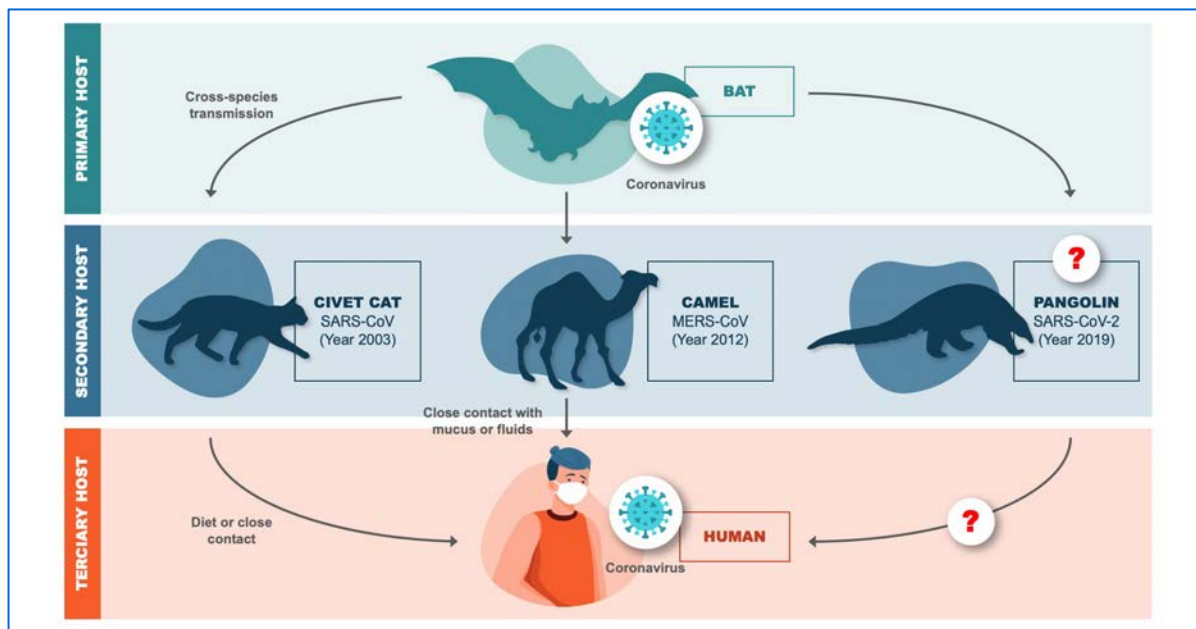 PRIMARY HOST
Cross-species
transmission
BAT
Coronavirus
SECONDARY HOST
CIVET CAT
SARS-CoV
(Year 2003)
CAMEL
MERS-CoV
(Year 2012)
?
PANGOLIN
SARS-CoV-2
(Year 2019)
Close contact with
mucus or fluids
TERCIARY HOST
Diet or close
contact
Coronavirus
HUMAN
?